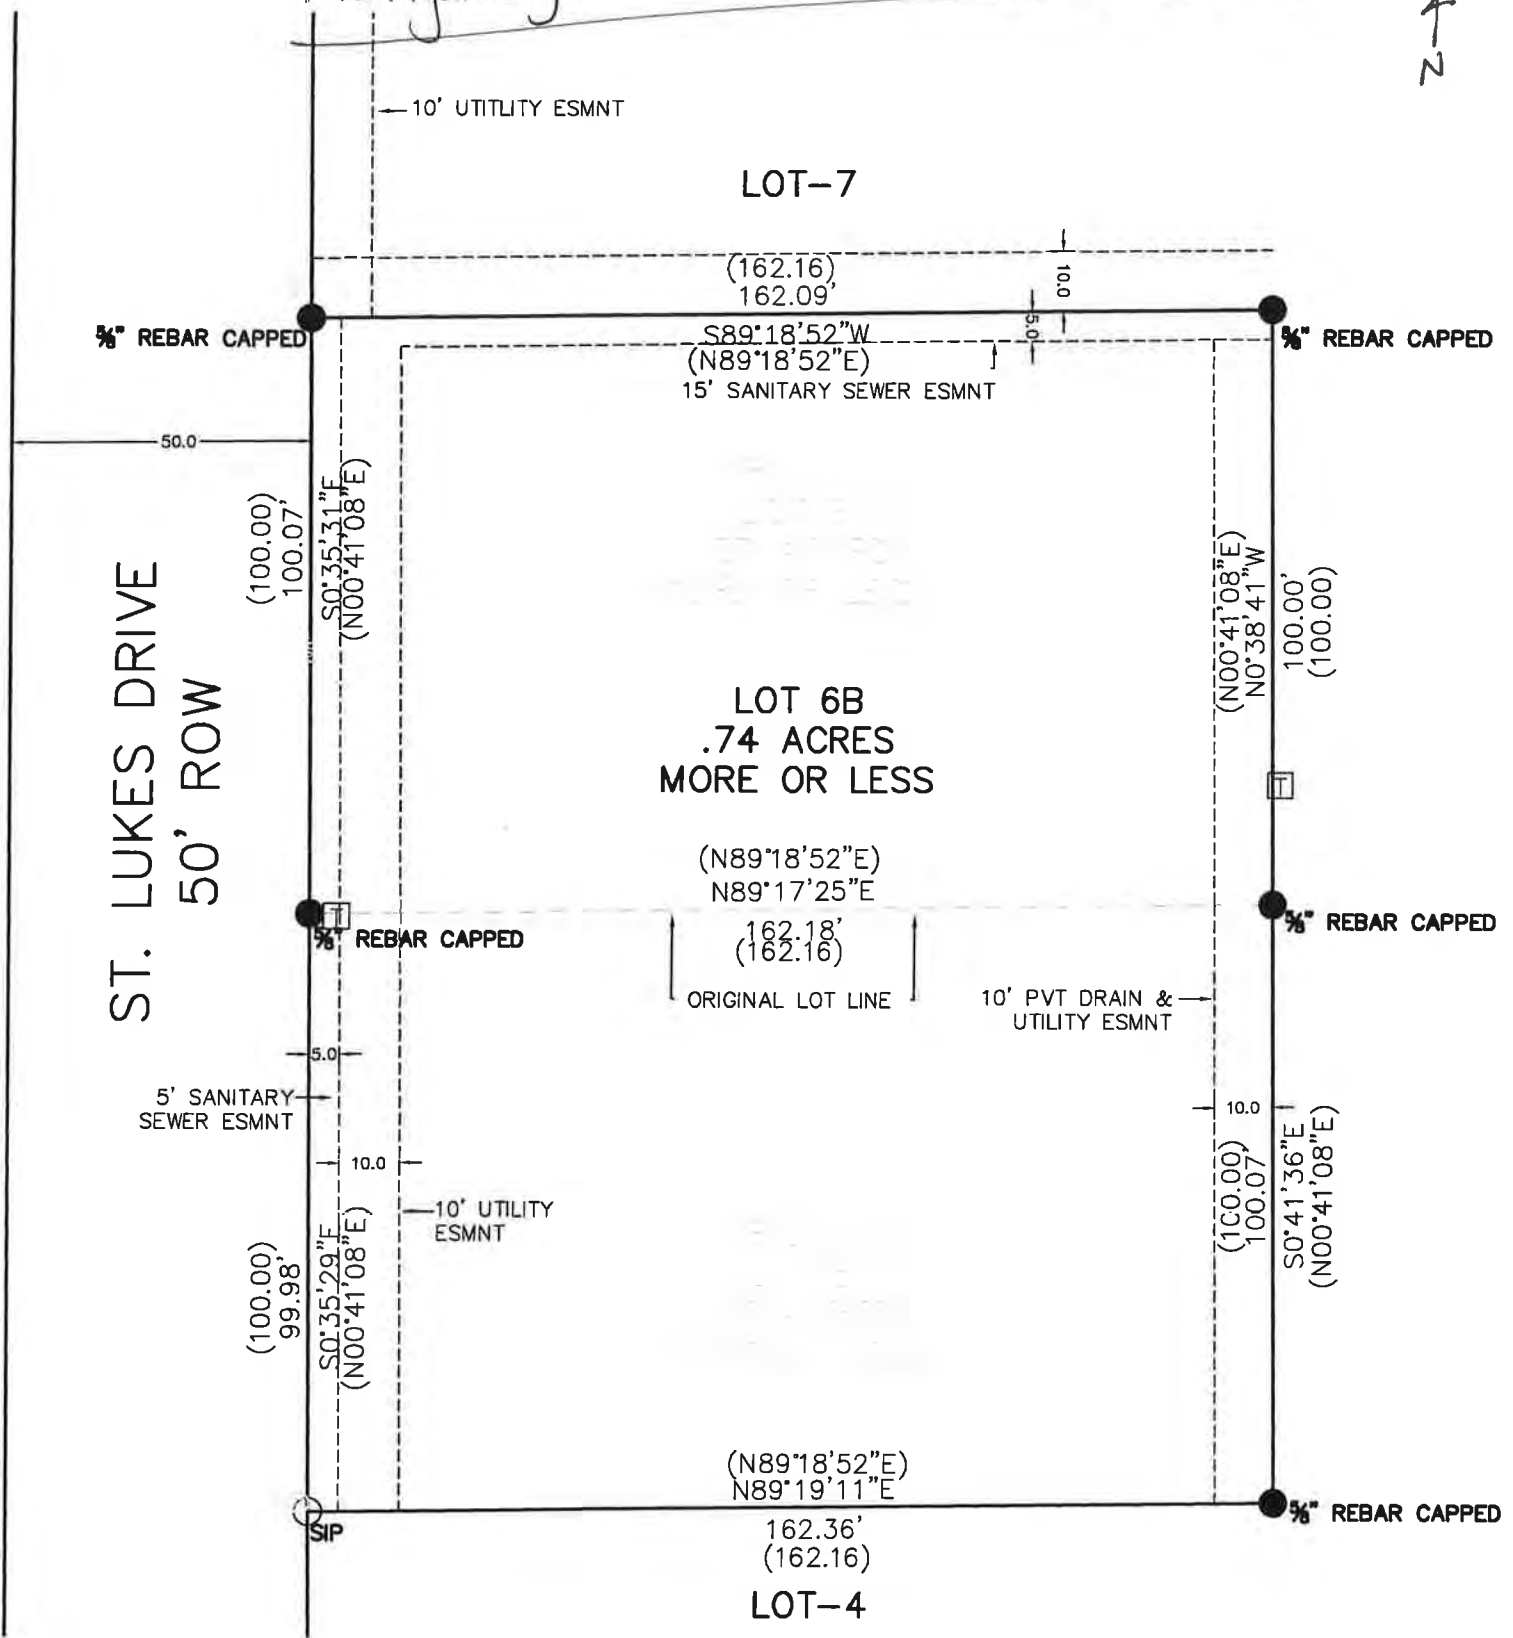 N
10' UTITLITY ESMNT
LOT-7
(162.16)
162.09'
10.0
5.0
⅝" REBAR CAPPED
S89°18'52"W
(N89°18'52"E)
⅝" REBAR CAPPED
15' SANITARY SEWER ESMNT
50.0
(100.00)
100.07'
S0°35'31"E
(N00°41'08"E)
(N00°41'08"E)
N0°38'41"W
100.00'
(100.00)
ST. LUKES DRIVE
50' ROW
LOT 6B
.74 ACRES
MORE OR LESS
T
(N89°18'52"E)
N89°17'25"E
T
⅝" REBAR CAPPED
162.18'
(162.16)
⅝" REBAR CAPPED
ORIGINAL LOT LINE
10' PVT DRAIN &
UTILITY ESMNT
5.0
5' SANITARY
SEWER ESMNT
10.0
10.0
10' UTILITY
ESMNT
(100.00)
100.07'
S0°41'36"E
(N00°41'08"E)
(100.00)
99.98'
S0°35'29"E
(N00°41'08"E)
(N89°18'52"E)
N89°19'11"E
SIP
⅝" REBAR CAPPED
162.36'
(162.16)
LOT-4